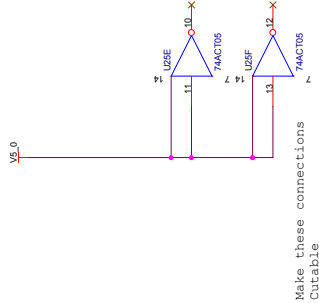 V5_0
U25E
74ACT05
10
11
14
7
U25F
74ACT05
12
13
14
7
Make these connections
Cutable